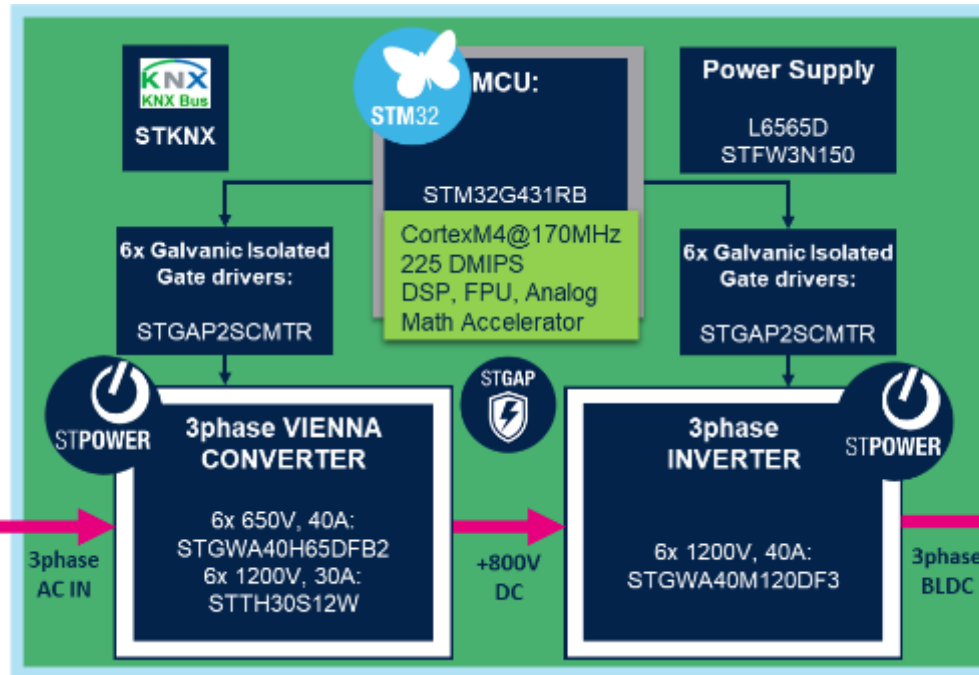 KNX
KNX Bus
STKNX
STM32
MCU:
STM32G431RB
CortexM4@170MHz
225 DMIPS
DSP, FPU, Analog
Math Accelerator
Power Supply
L6565D
STFW3N150
6x Galvanic Isolated
Gate drivers:
STGAP2SCMTR
6x Galvanic Isolated
Gate drivers:
STGAP2SCMTR
STPOWER
3phase VIENNA
CONVERTER
6x 650V, 40A:
STGWA40H65DFB2
6x 1200V, 30A:
STTH30S12W
STGAP
3phase
INVERTER
6x 1200V, 40A:
STGWA40M120DF3
STPOWER
3phase
AC IN
+800V
DC
3phase
BLDC